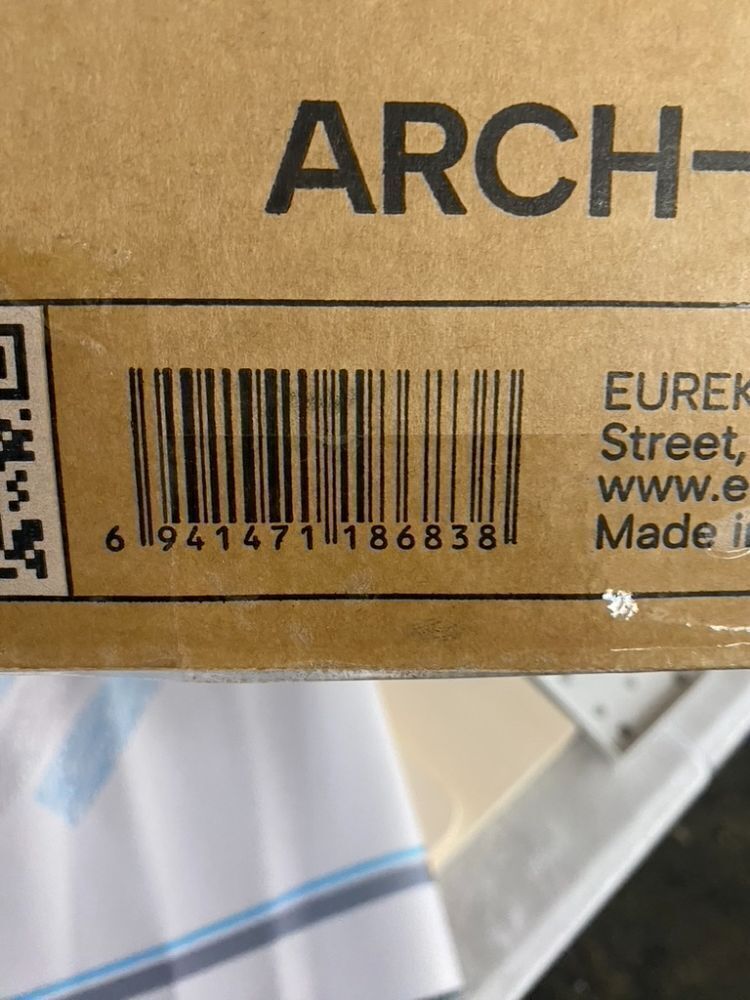 ARCH-
6 941471 186838
EUREK
Street,
www.e
Made i